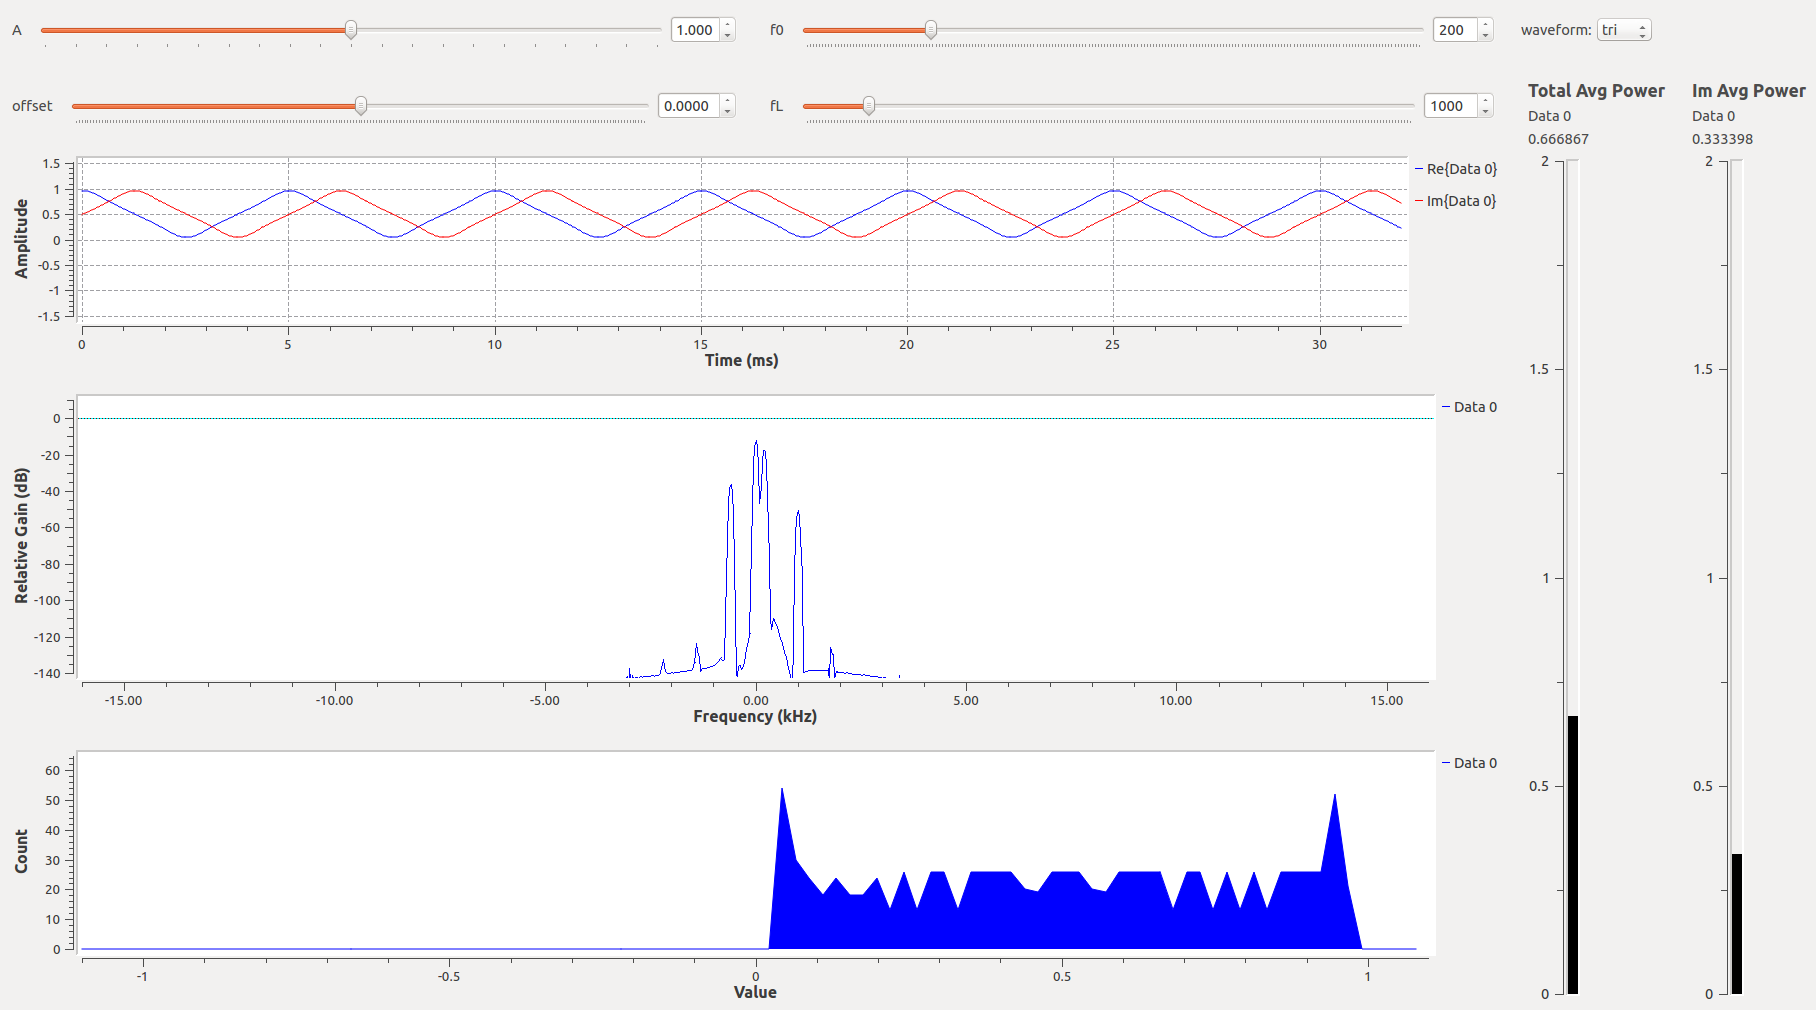 A 1.000 f0 200 waveform: tri
offset 0.0000 fL 1000
Total Avg Power
Data 0
0.666867
2
1.5
1
0.5
0
Im Avg Power
Data 0
0.333398
2
1.5
1
0.5
0
Amplitude
1.5
1
0.5
0
-0.5
-1
-1.5
0 5 10 15 20 25 30
Time (ms)
Re{Data 0}
Im{Data 0}
Relative Gain (dB)
0
-20
-40
-60
-80
-100
-120
-140
-15.00 -10.00 -5.00 0.00 5.00 10.00 15.00
Frequency (kHz)
Data 0
Count
60
50
40
30
20
10
0
-1 -0.5 0 0.5 1
Value
Data 0